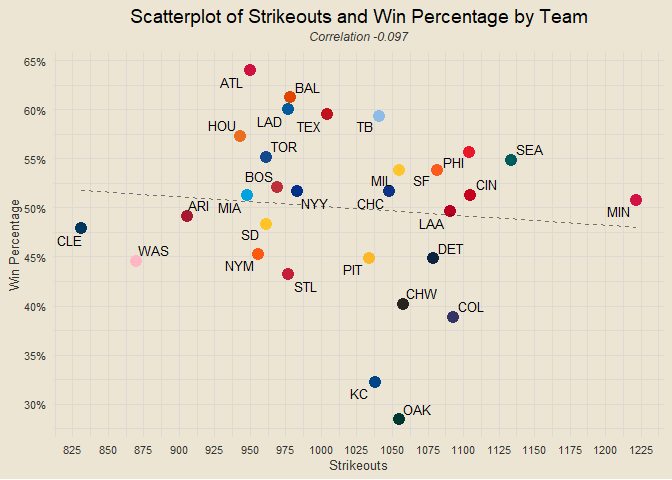 Scatterplot of Strikeouts and Win Percentage by Team
Correlation -0.097
65%
60%
55%
50%
45%
40%
35%
30%
Win Percentage
ATL
BAL
LAD
TEX
TB
HOU
TOR
BOS
MIL
SF
PHI
SEA
CIN
MIA
NYY
CHC
ARI
LAA
MIN
CLE
WAS
SD
NYM
STL
PIT
DET
CHW
COL
KC
OAK
825 850 875 900 925 950 975 1000 1025 1050 1075 1100 1125 1150 1175 1200 1225
Strikeouts